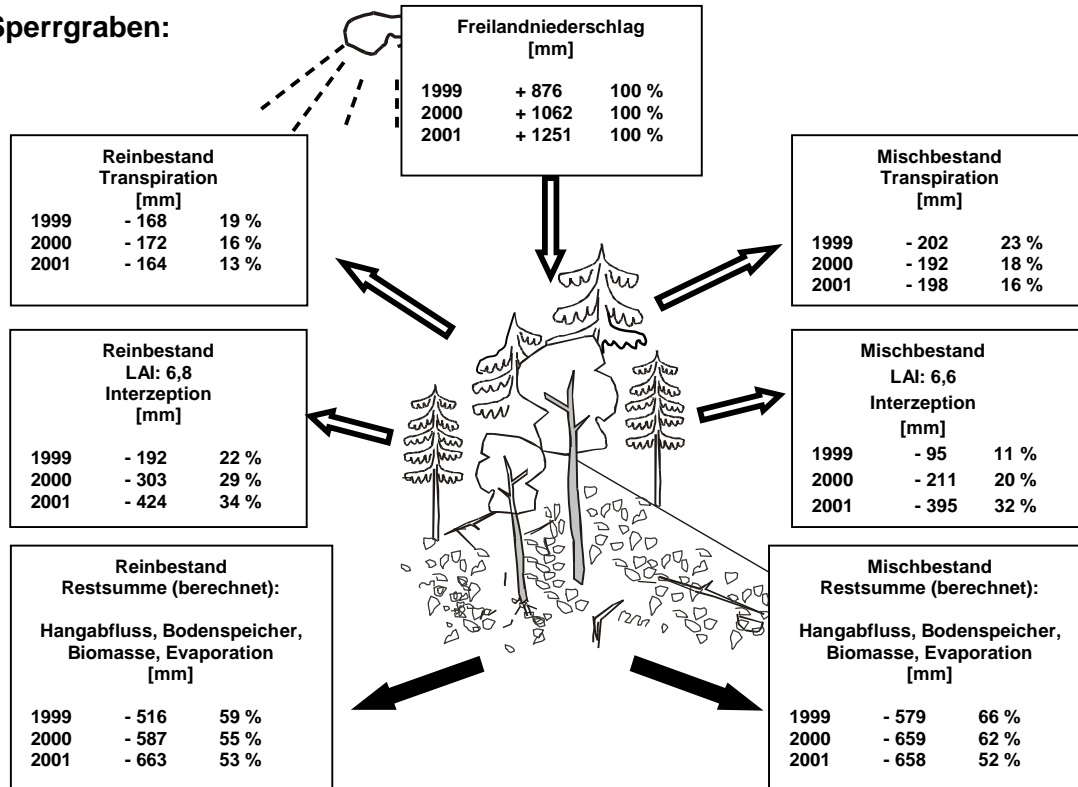 Sperrgraben:
Freilandniederschlag
[mm]
1999 + 876 100 %
2000 + 1062 100 %
2001 + 1251 100 %
Reinbestand
Transpiration
[mm]
1999 - 168 19 %
2000 - 172 16 %
2001 - 164 13 %
Mischbestand
Transpiration
[mm]
1999 - 202 23 %
2000 - 192 18 %
2001 - 198 16 %
Reinbestand
LAI: 6,8
Interzeption
[mm]
1999 - 192 22 %
2000 - 303 29 %
2001 - 424 34 %
Mischbestand
LAI: 6,6
Interzeption
[mm]
1999 - 95 11 %
2000 - 211 20 %
2001 - 395 32 %
Reinbestand
Restsumme (berechnet):
Hangabfluss, Bodenspeicher,
Biomasse, Evaporation
[mm]
1999 - 516 59 %
2000 - 587 55 %
2001 - 663 53 %
Mischbestand
Restsumme (berechnet):
Hangabfluss, Bodenspeicher,
Biomasse, Evaporation
[mm]
1999 - 579 66 %
2000 - 659 62 %
2001 - 658 52 %